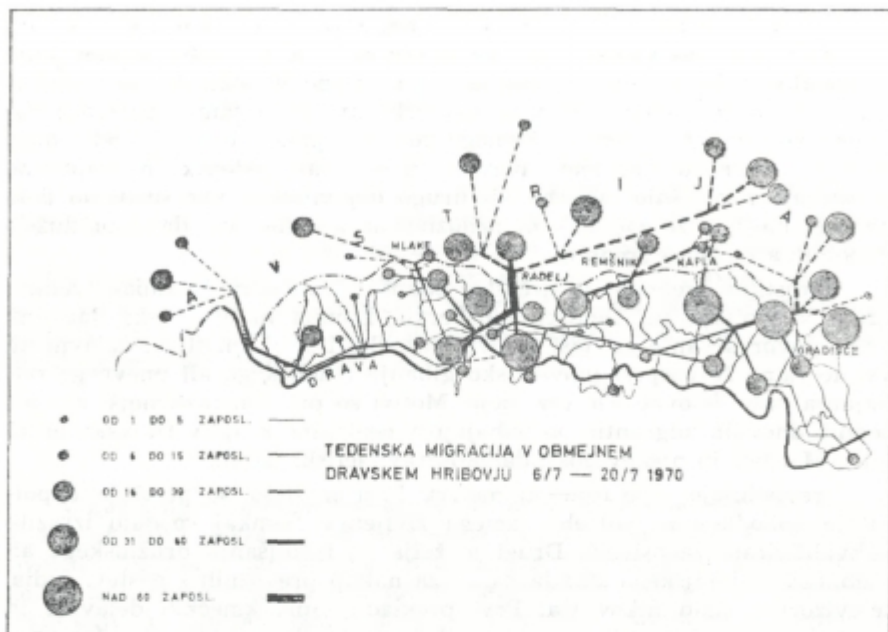 AVSTRIJA
MLAKE
RADELJ
REMŠNIK
KAPLA
GRADIŠČE
DRAVA
OD 1 DO 5 ZAPOSL.
OD 6 DO 15 ZAPOSL.
OD 16 DO 30 ZAPOSL.
OD 31 DO 60 ZAPOSL.
NAD 60 ZAPOSL.
TEDENSKA MIGRACIJA V OBMEJNEM
DRAVSKEM HRIBOVJU 6/7 — 20/7 1970